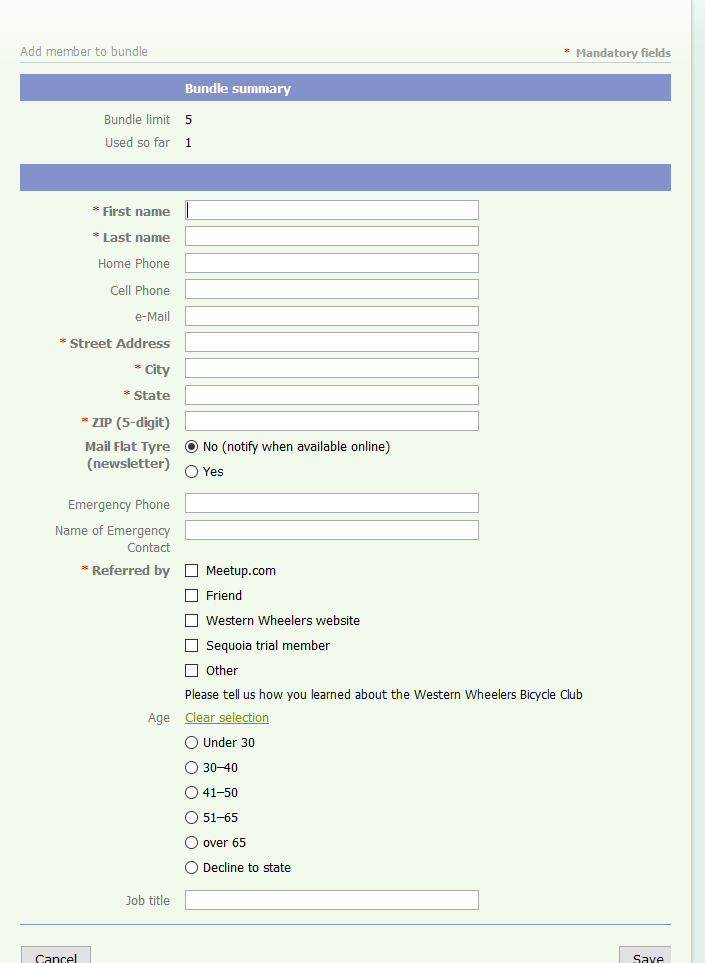 Add member to bundle * Mandatory fields
Bundle summary
Bundle limit 5
Used so far 1
* First name
* Last name
Home Phone
Cell Phone
e-Mail
* Street Address
* City
* State
* ZIP (5-digit)
Mail Flat Tyre
(newsletter)
No (notify when available online)
Yes
Emergency Phone
Name of Emergency
Contact
* Referred by
Meetup.com
Friend
Western Wheelers website
Sequoia trial member
Other
Please tell us how you learned about the Western Wheelers Bicycle Club
Age Clear selection
Under 30
30–40
41–50
51–65
over 65
Decline to state
Job title
Cancel Save